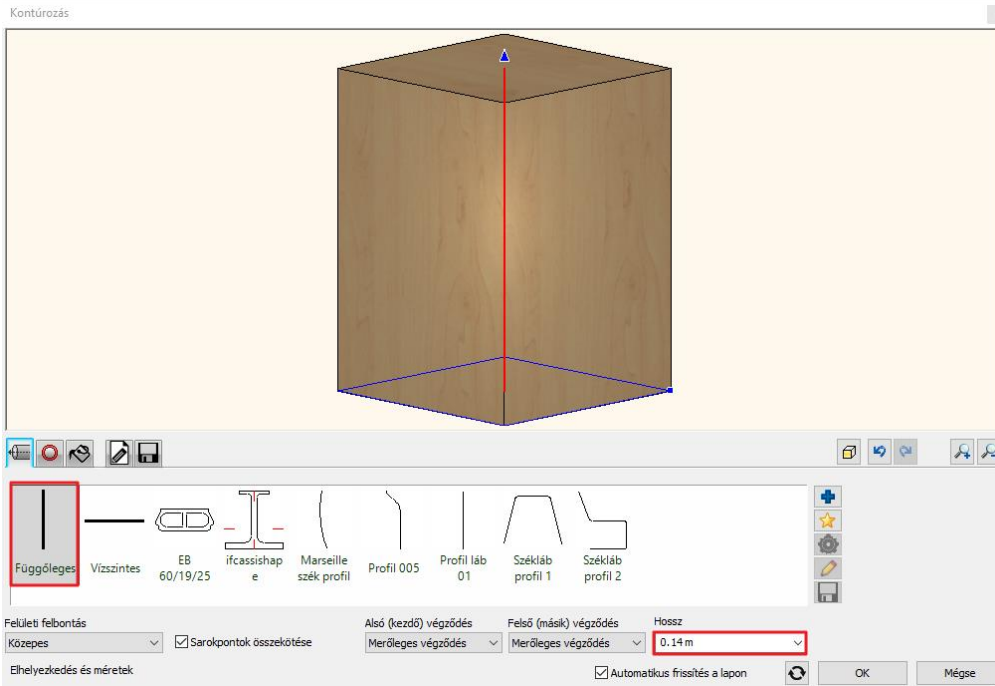 Kontúrozás
Függőleges
Vízszintes
EB
60/19/25
ifcassishap
e
Marseille
szék profil
Profil 005
Profil láb
01
Székláb
profil 1
Székláb
profil 2
Felületi felbontás
Közepes
Sarokpontok összekötése
Alsó (kezdő) végződés
Merőleges végződés
Felső (másik) végződés
Merőleges végződés
Hossz
0.14 m
Elhelyezkedés és méretek
Automatikus frissítés a lapon
OK
Mégse